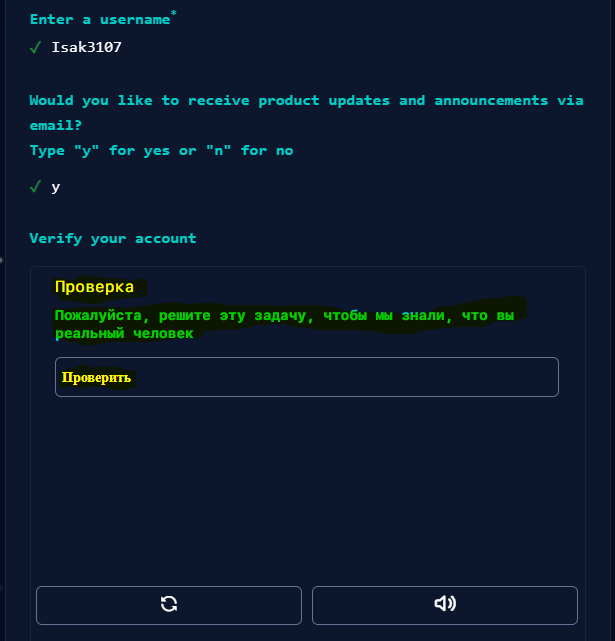 Enter a username*
✓ Isak3107
Would you like to receive product updates and announcements via
email?
Type "y" for yes or "n" for no
✓ y
Verify your account
Проверка
Пожалуйста, решите эту задачу, чтобы мы знали, что вы
реальный человек
Проверить